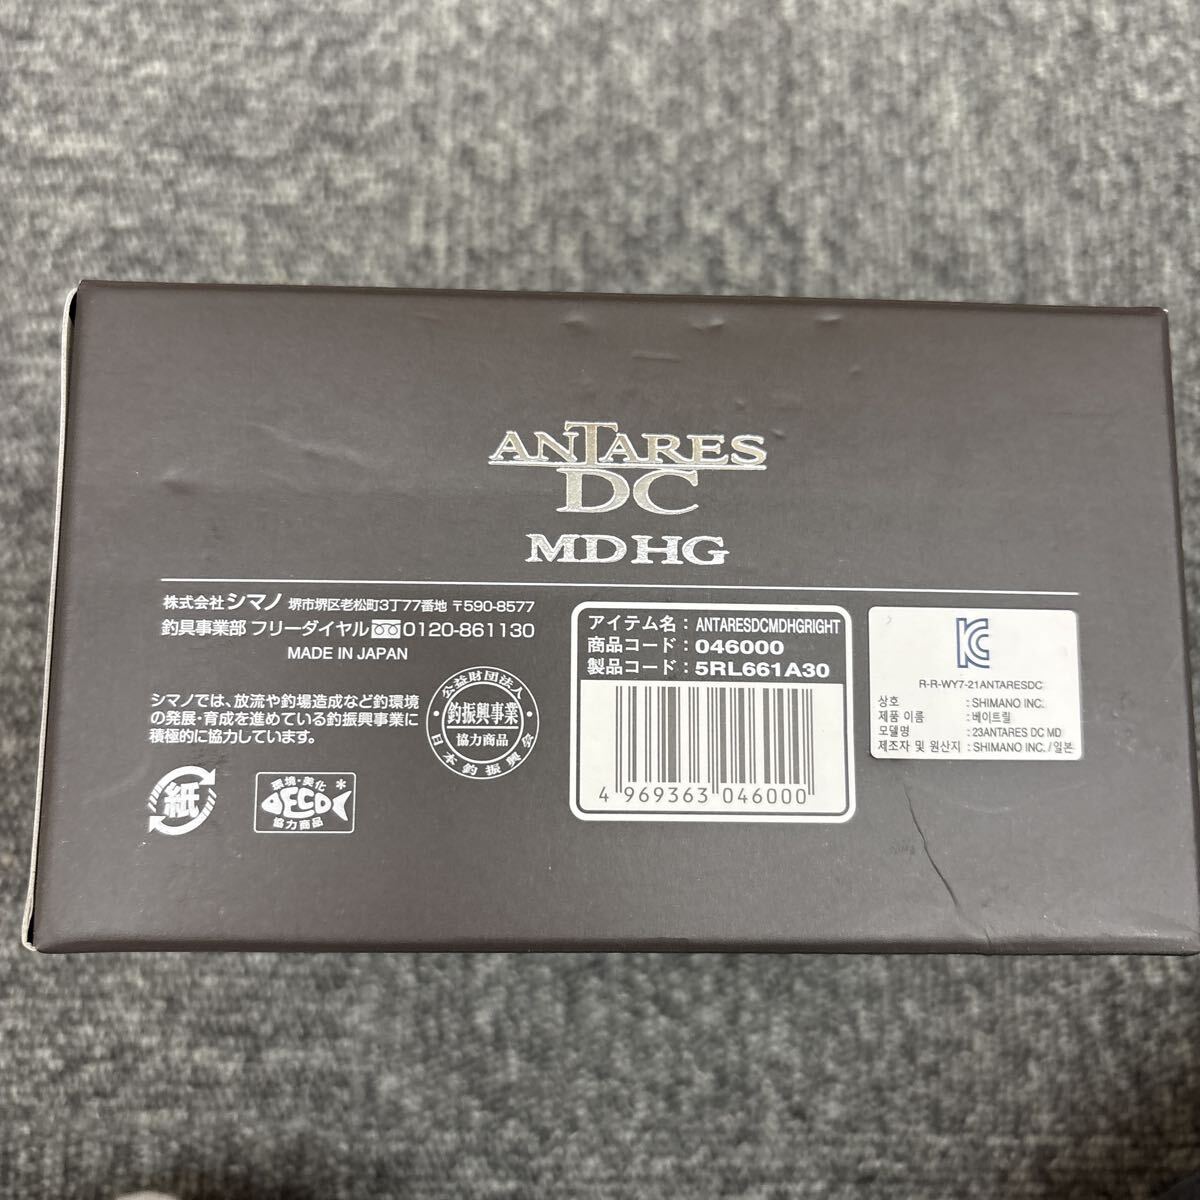 ANTARES
DC
MD HG
株式会社シマノ 堺市堺区老松町3丁77番地 〒590-8577
釣具事業部 フリーダイヤル 0120-861130
MADE IN JAPAN
シマノでは、放流や釣場造成など釣環境
の発展・育成を進めている釣振興事業に
積極的に協力しています。
公益財団法人
釣振興事業
協力商品
日本釣振興会
紙
環境・美化*
DECO
協力商品
アイテム名:ANTARESDCMDHGRIGHT
商品コード:046000
製品コード:5RL661A30
4 969363 046000
R-R-WY7-21ANTARESDC
상호 : SHIMANO INC.
제품 이름 : 베이트릴
모델명 : 23ANTARES DC MD
제조자 및 원산지 : SHIMANO INC./일본